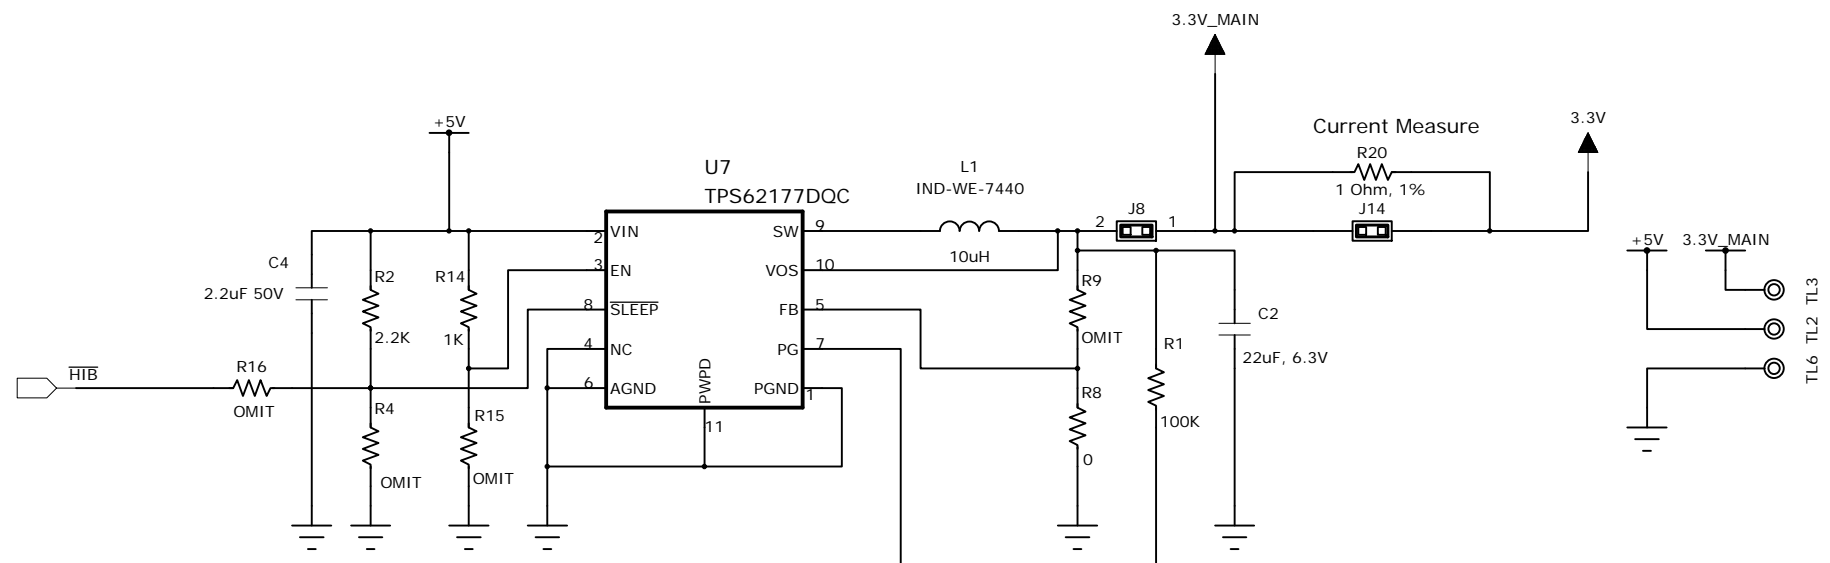 3.3V_MAIN
+5V
Current Measure
3.3V
U7
TPS62177DQC
L1
IND-WE-7440
10uH
R20
1 Ohm, 1%
J14
2
J8
1
C4
2.2uF 50V
R2
2.2K
R14
1K
2
VIN
3
EN
8
SLEEP
4
NC
6
AGND
PWPD
11
SW
9
VOS
10
FB
5
PG
7
PGND
1
R9
OMIT
R8
0
R1
100K
C2
22uF, 6.3V
HIB
R16
OMIT
R4
OMIT
R15
OMIT
+5V
3.3V_MAIN
TL3
TL2
TL6